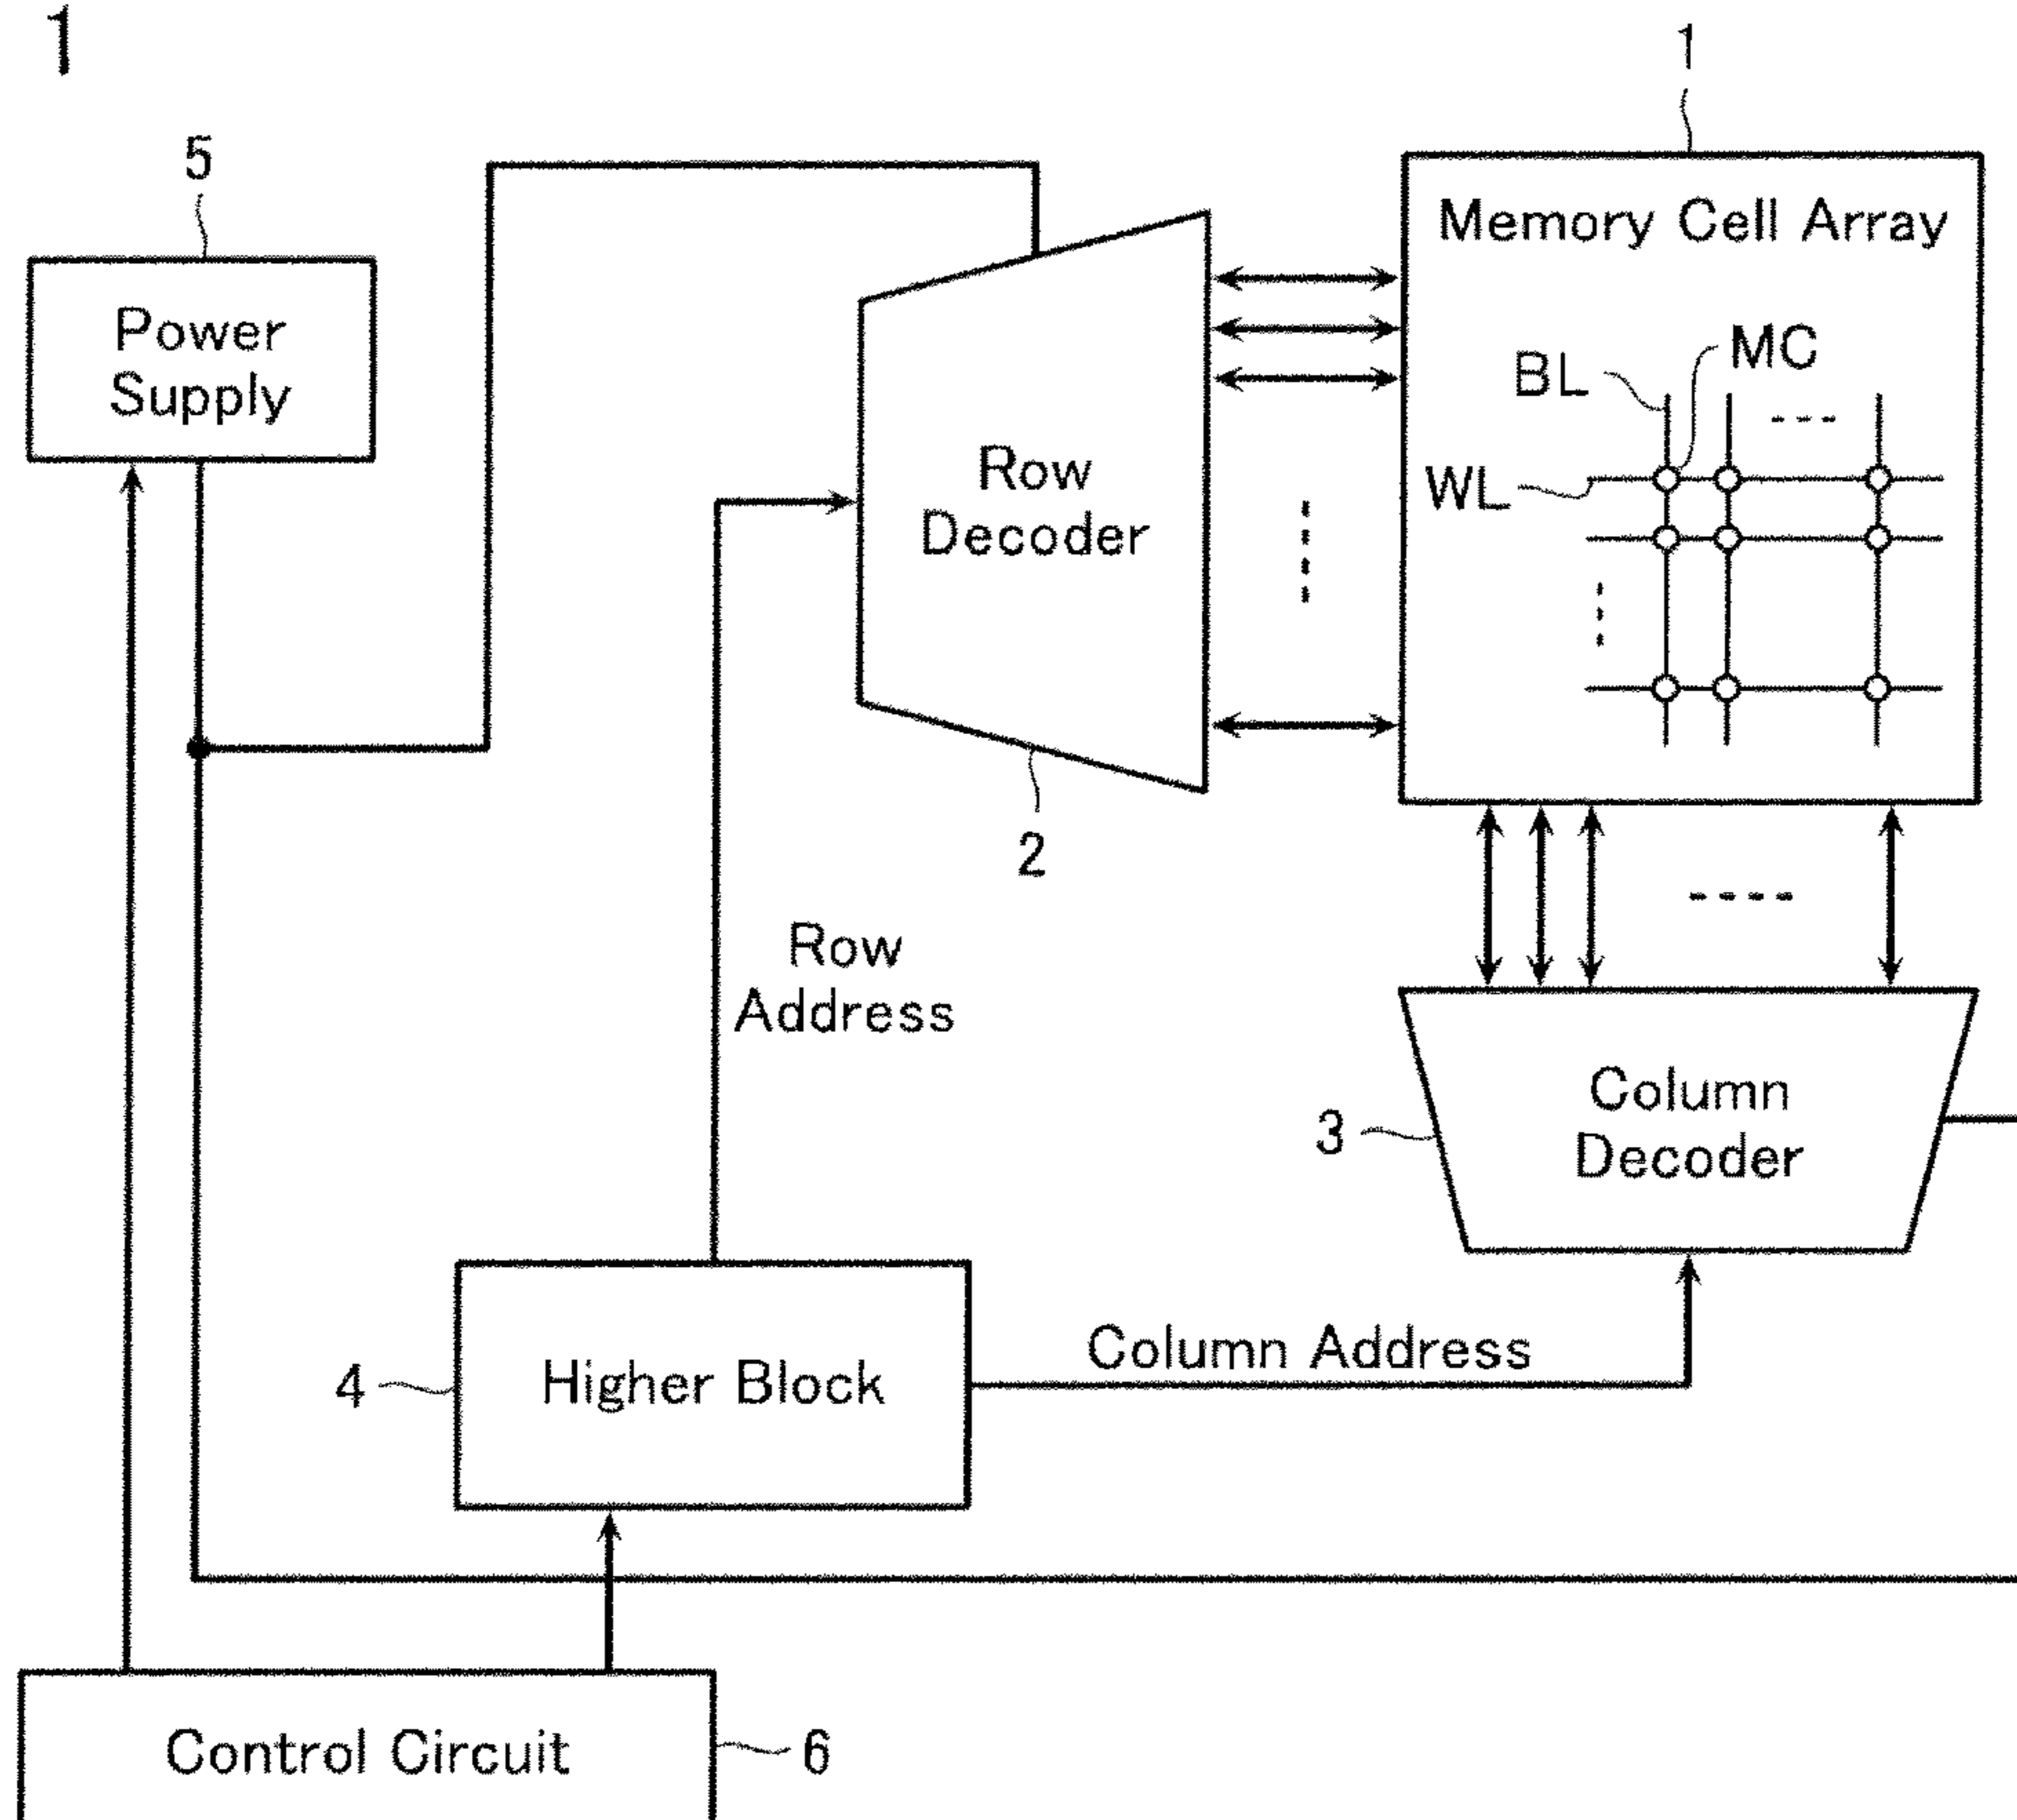 1
1
5
Memory Cell Array
Power
Supply
MC
BL
WL
Row
Decoder
2
Row
Address
Column
Decoder
3
Column Address
4
Higher Block
Control Circuit
6